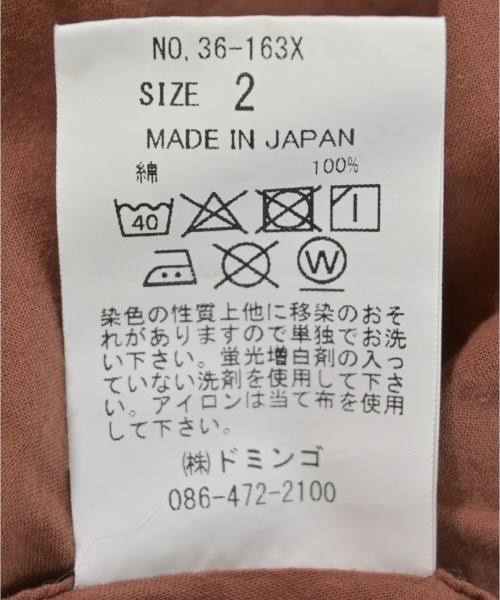 NO, 36-163X
SIZE 2
MADE IN JAPAN
綿 100%
40
W
染色の性質上他に移染のおそ
れがありますので単独でお洗
い下さい。蛍光増白剤の入っ
ていない洗剤を使用して下さ
い。アイロンは当て布を使用
して下さい。
㈱ドミンゴ
086-472-2100